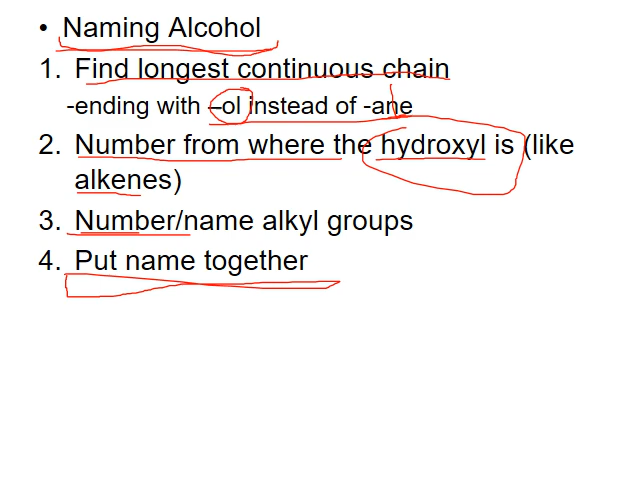 • Naming Alcohol
1. Find longest continuous chain
-ending with –ol instead of -ane
2. Number from where the hydroxyl is (like
alkenes)
3. Number/name alkyl groups
4. Put name together